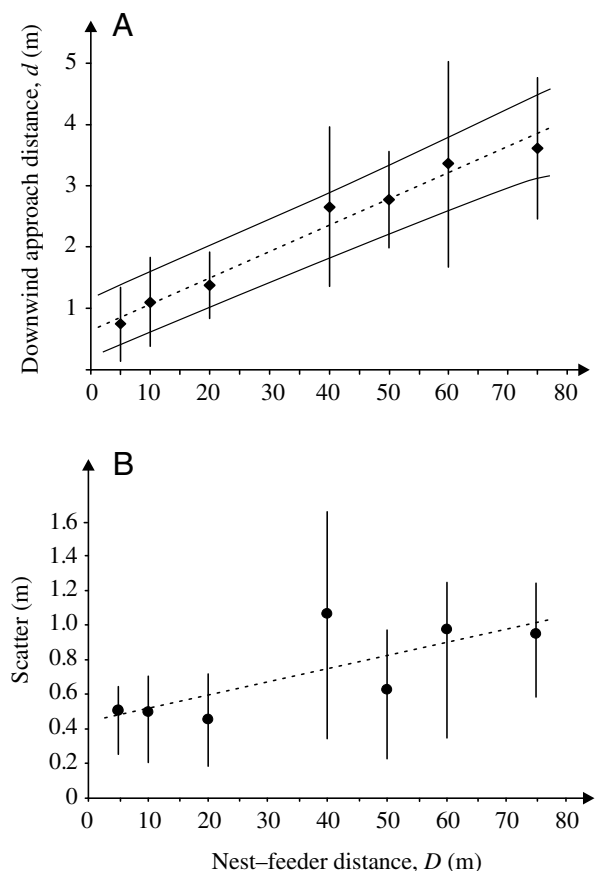 A
Downwind approach distance, d (m)
5
4
3
2
1
0 10 20 30 40 50 60 70 80
B
Scatter (m)
1.6
1.4
1.2
1.0
0.8
0.6
0.4
0.2
0
0 10 20 30 40 50 60 70 80
Nest–feeder distance, D (m)